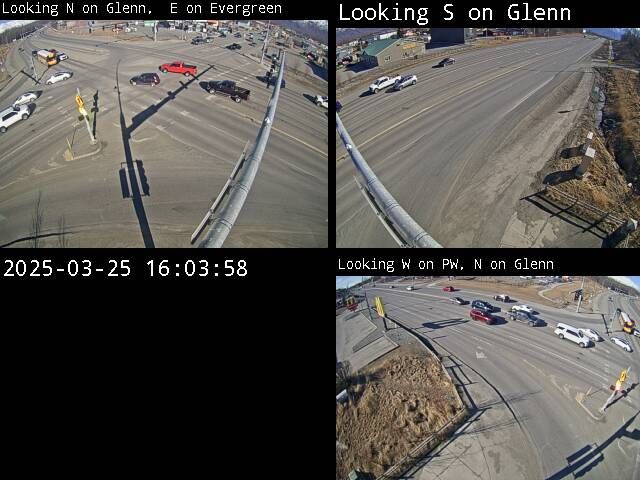 Looking N on Glenn,  E on Evergreen
Looking S on Glenn
2025-03-25 16:03:58
Looking W on PW, N on Glenn